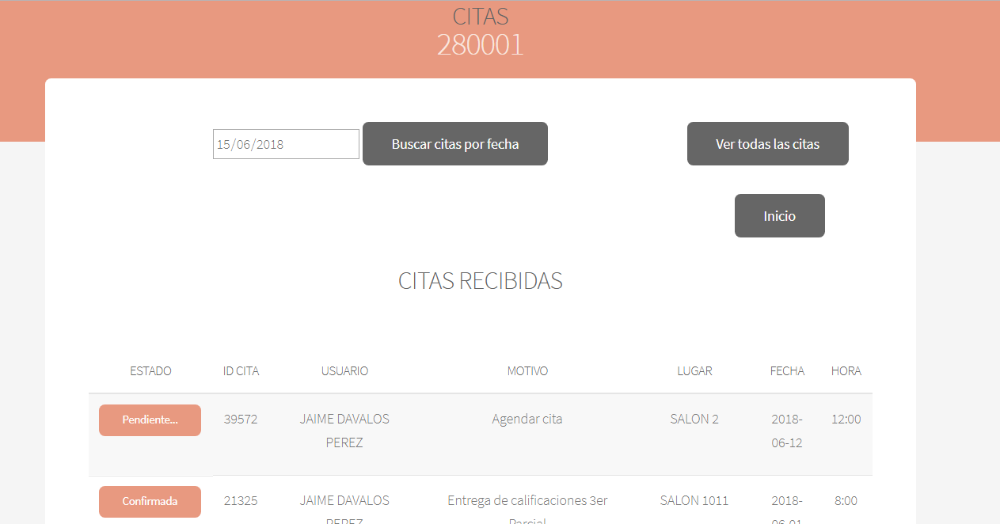 CITAS
280001
15/06/2018 Buscar citas por fecha Ver todas las citas
Inicio
CITAS RECIBIDAS
ESTADO ID CITA USUARIO MOTIVO LUGAR FECHA HORA
Pendiente... 39572 JAIME DAVALOS Agendar cita SALON 2 2018- 12:00
PEREZ 06-12
Confirmada 21325 JAIME DAVALOS Entrega de calificaciones 3er SALON 1011 2018- 8:00
PEREZ Parcial 06-01